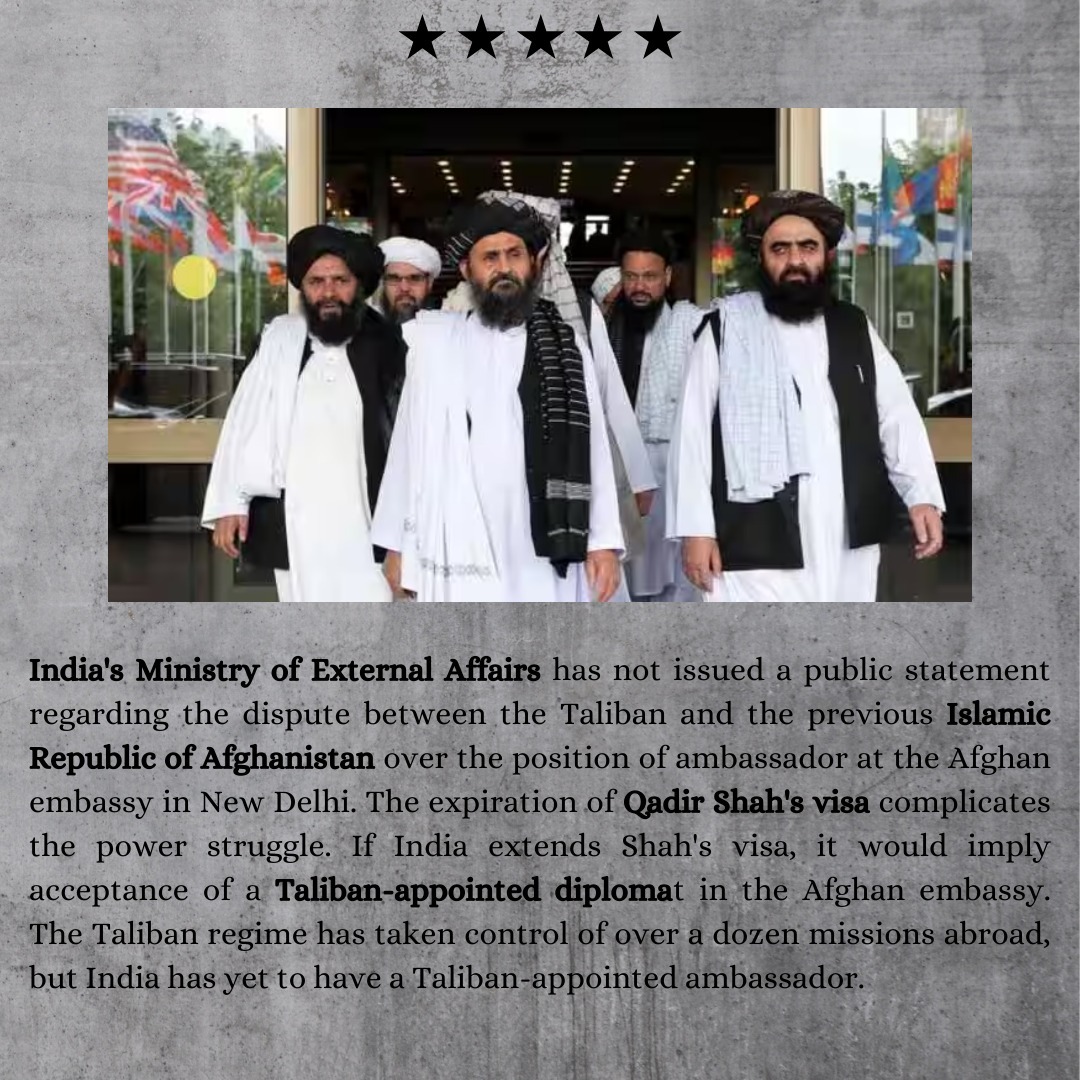 India's Ministry of External Affairs has not issued a public statement
regarding the dispute between the Taliban and the previous Islamic
Republic of Afghanistan over the position of ambassador at the Afghan
embassy in New Delhi. The expiration of Qadir Shah's visa complicates
the power struggle. If India extends Shah's visa, it would imply
acceptance of a Taliban-appointed diplomat in the Afghan embassy.
The Taliban regime has taken control of over a dozen missions abroad,
but India has yet to have a Taliban-appointed ambassador.